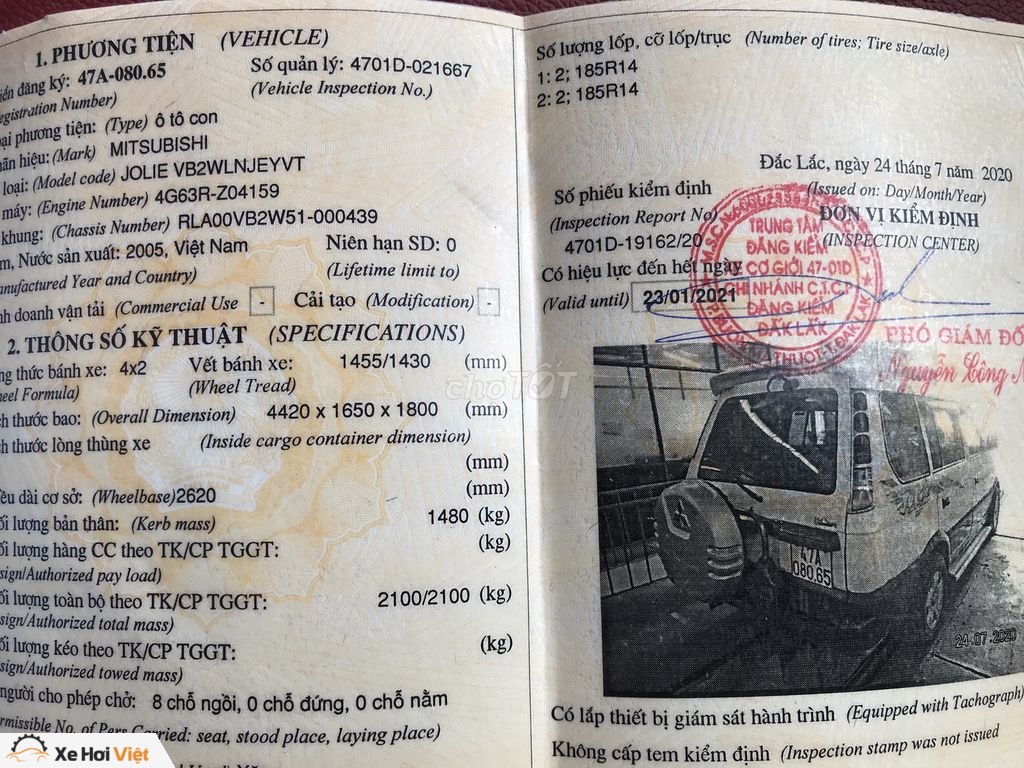 1. PHƯƠNG TIỆN (VEHICLE)
đăng ký: 47A-080.65
Số quản lý: 4701D-021667
Registration Number)
(Vehicle Inspection No.)
phương tiện: (Type) ô tô con
hiệu: (Mark) MITSUBISHI
loại: (Model code) JOLIE VB2WLNJEYVT
máy: (Engine Number) 4G63R-Z04159
khung: (Chassis Number) RLA00VB2W51-000439
Nước sản xuất: 2005, Việt Nam
Niên hạn SD: 0
Year and Country)
(Lifetime limit to)
doanh vận tải (Commercial Use - Cải tạo (Modification) -
2. THÔNG SỐ KỸ THUẬT (SPECIFICATIONS)
thức bánh xe: 4x2
Vết bánh xe: 1455/1430 (mm)
Formula)
(Wheel Tread)
thước bao: (Overall Dimension) 4420 x 1650 x 1800 (mm)
thước lòng thùng xe (Inside cargo container dimension)
(mm)
dài cơ sở: (Wheelbase) 2620 (mm)
lượng bản thân: (Kerb mass) 1480 (kg)
lượng hàng CC theo TK/CP TGGT: (kg)
sign/Authorized pay load)
lượng toàn bộ theo TK/CP TGGT: 2100/2100 (kg)
sign/Authorized total mass)
lượng kéo theo TK/CP TGGT: (kg)
sign/Authorized towed mass)
người cho phép chở: 8 chỗ ngồi, 0 chỗ đứng, 0 chỗ nằm
No. of Pers Carried: seat, stood place, laying place)
Xe Hơi Việt
Số lượng lốp, cỡ lốp/trục (Number of tires; Tire size/axle)
1: 2; 185R14
2: 2; 185R14
Đắc Lắc, ngày 24 tháng 7 năm 2020
(Issued on: Day/Month/Year)
Số phiếu kiểm định
(Inspection Report No)
ĐƠN VỊ KIỂM ĐỊNH
4701D-19162/20
(INSPECTION CENTER)
Có hiệu lực đến hết ngày
(Valid until) 23/01/2021
TRUNG TÂM
ĐĂNG KIỂM
CƠ GIỚI 47-01D
CHI NHÁNH C.T.C.P
ĐĂNG KIỂM
ĐẮK LẮK
PHÓ GIÁM ĐỐ
Nguyễn Công
chợTỐT
47A
080.65
24.07.2020
Có lắp thiết bị giám sát hành trình (Equipped with Tachograph)
Không cấp tem kiểm định (Inspection stamp was not issued